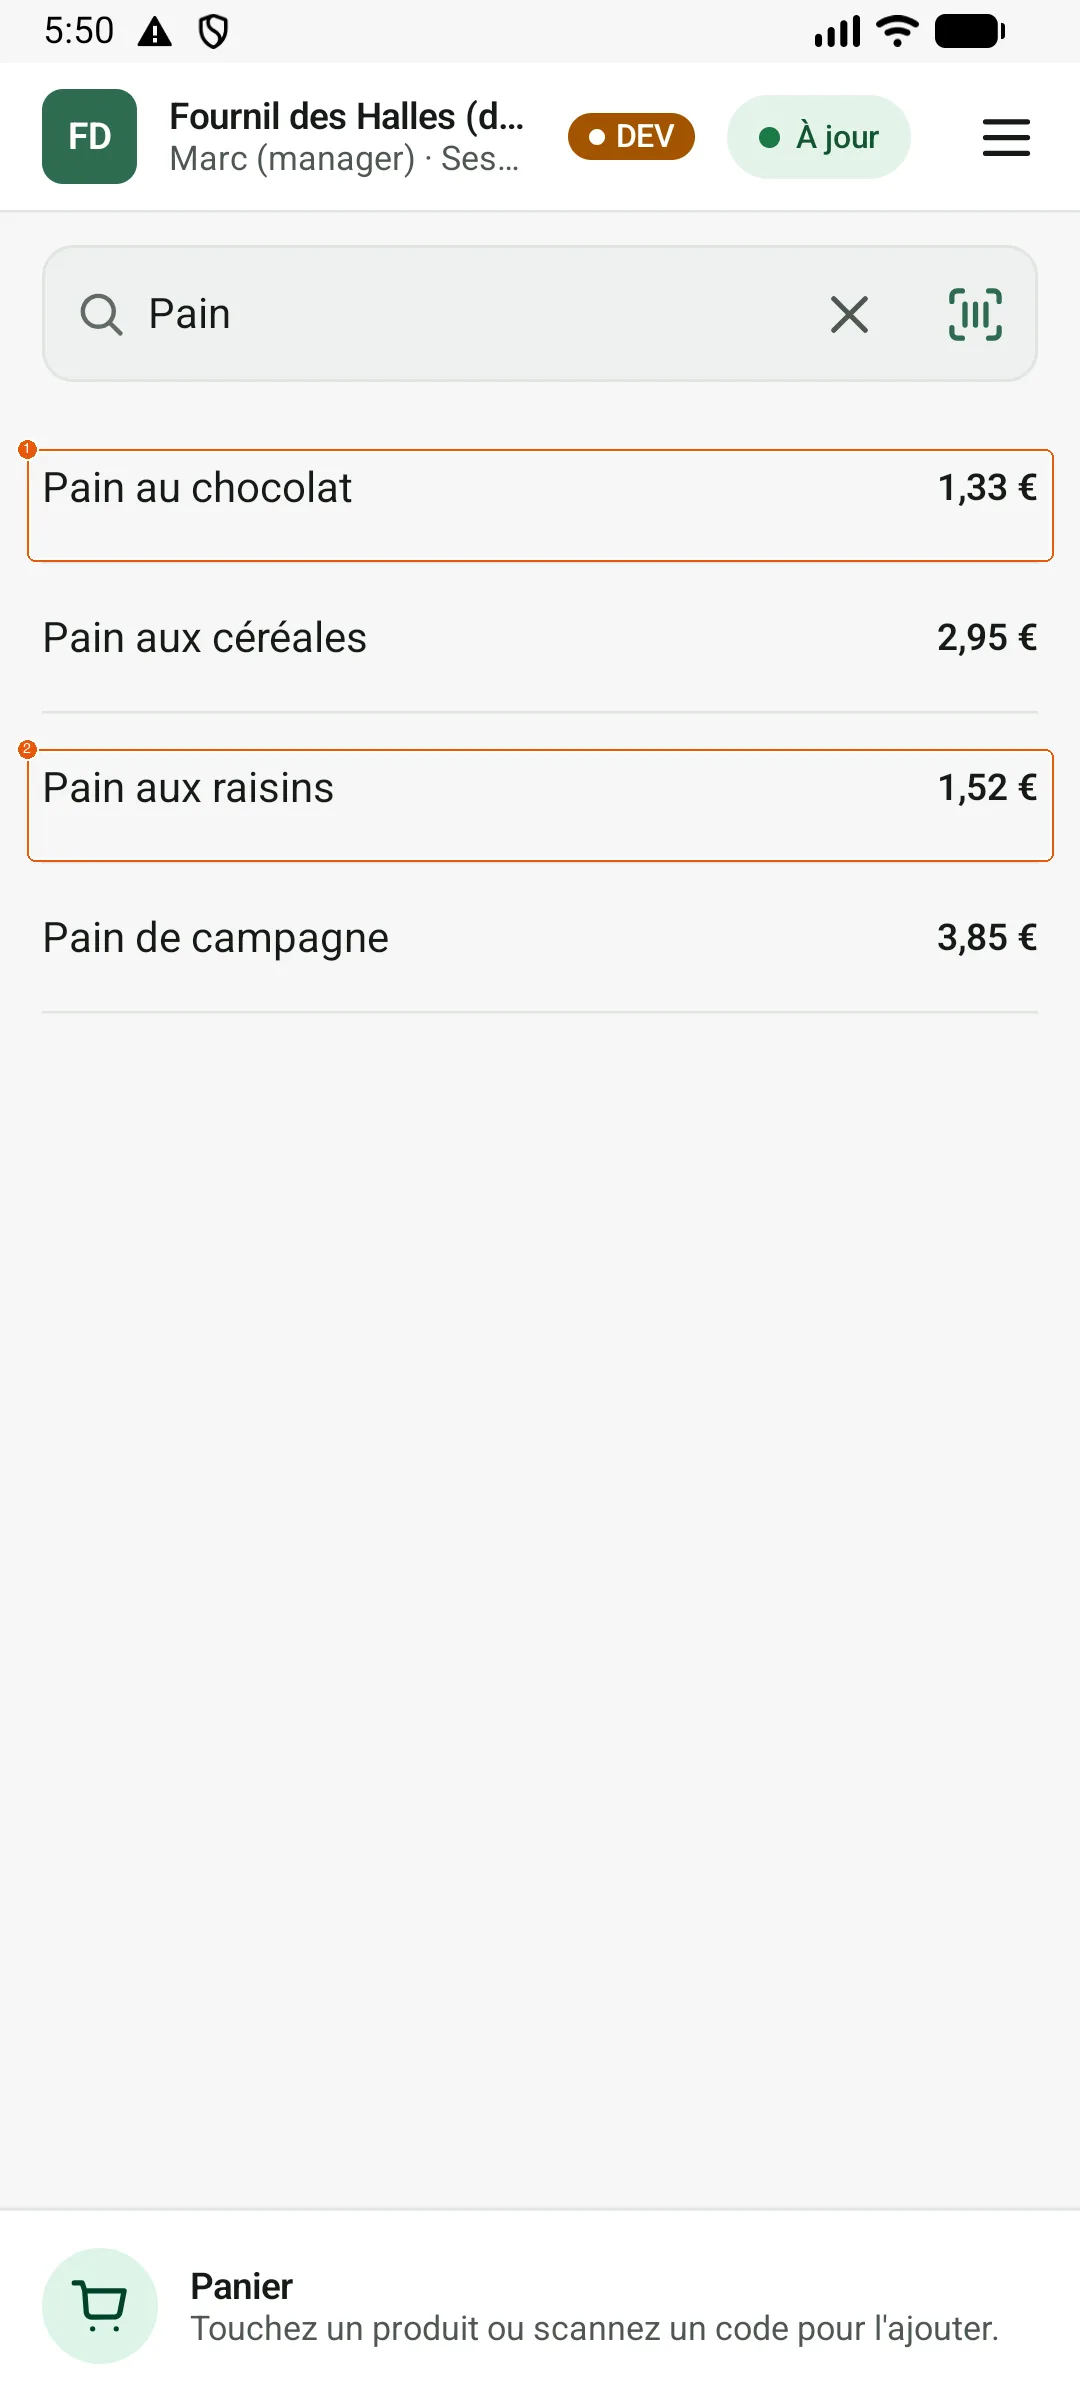 5:50
FD
Fournil des Halles (d...
Marc (manager) · Ses...
DEV
À jour
Pain
1
Pain au chocolat 1,33 €
Pain aux céréales 2,95 €
2
Pain aux raisins 1,52 €
Pain de campagne 3,85 €
Panier
Touchez un produit ou scannez un code pour l'ajouter.